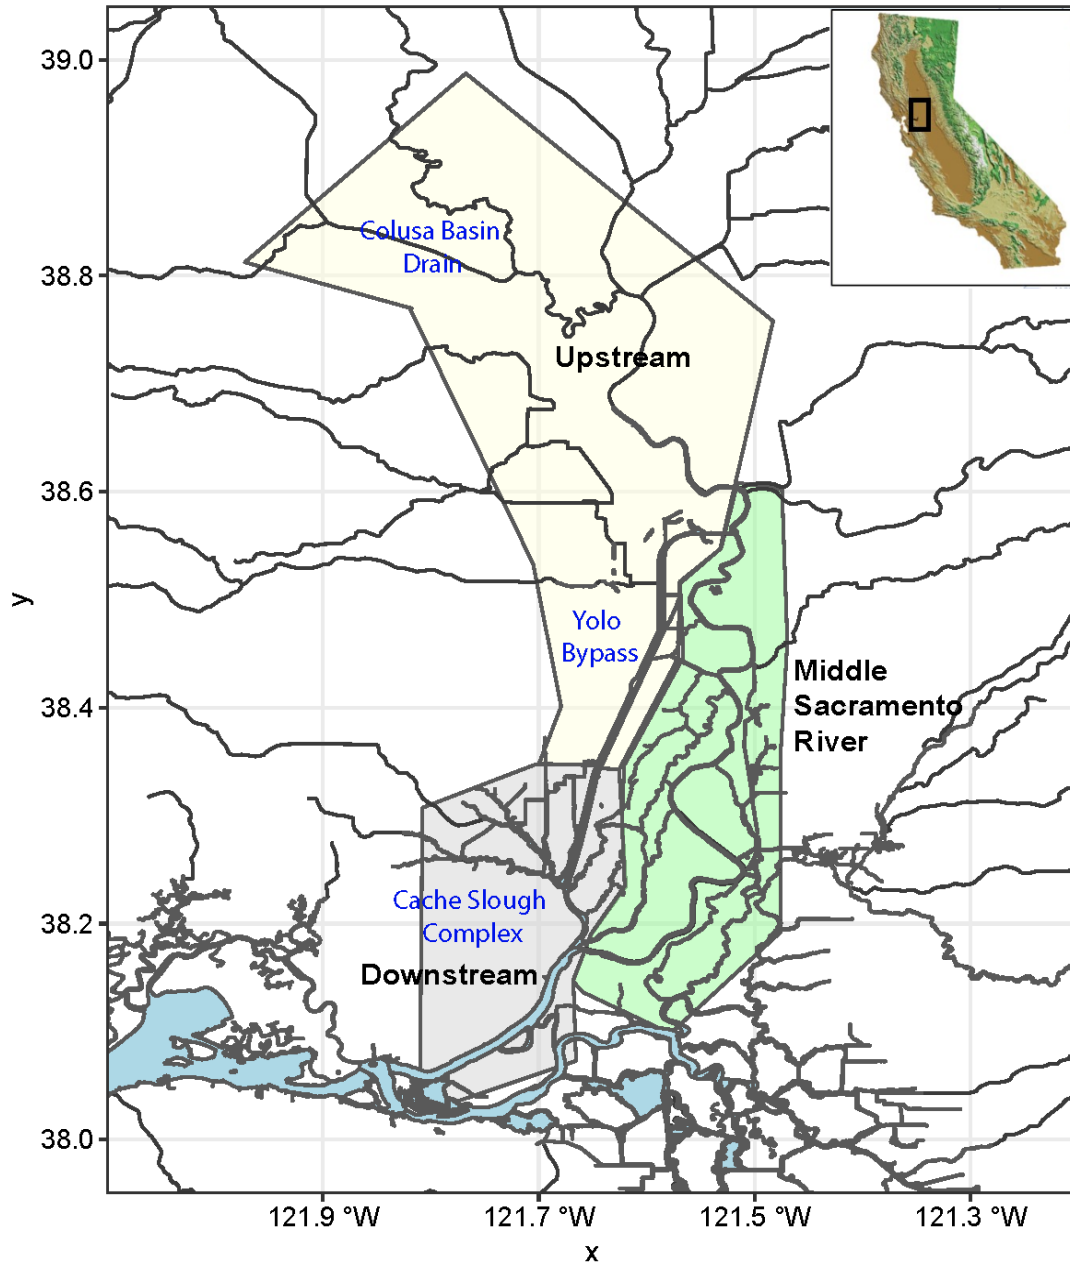 39.0
Colusa Basin
Drain
38.8
Upstream
38.6
Yolo
Bypass
y
Middle
Sacramento
River
38.4
Cache Slough
Complex
38.2
Downstream
38.0
121.9 °W
121.7 °W
121.5 °W
121.3 °W
x